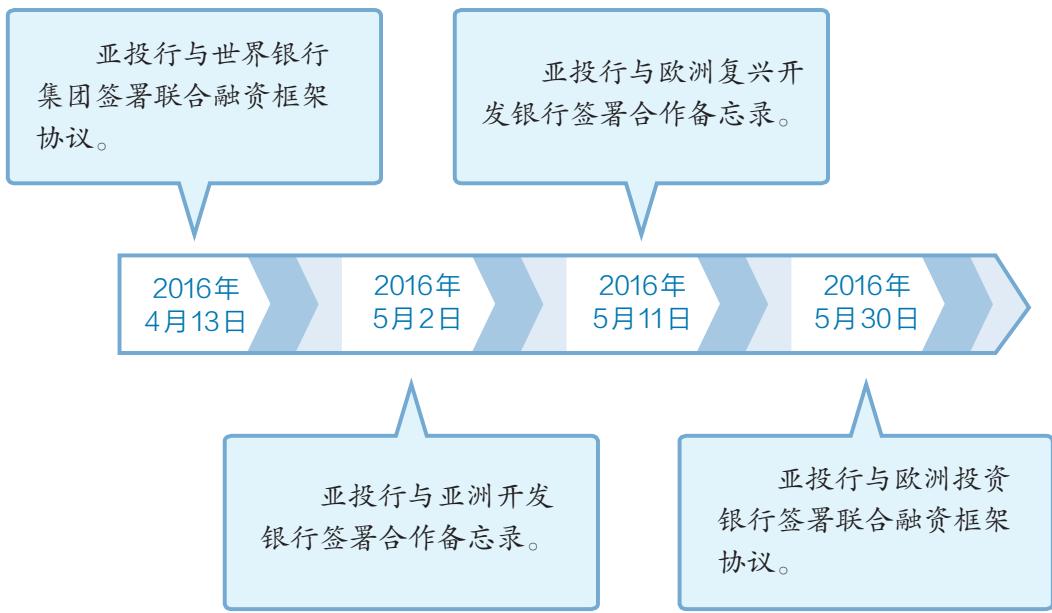 亚投行与世界银行
集团签署联合融资框架
协议。
亚投行与欧洲复兴开
发银行签署合作备忘录。
2016年
4月13日
2016年
5月2日
2016年
5月11日
2016年
5月30日
亚投行与亚洲开发
银行签署合作备忘录。
亚投行与欧洲投资
银行签署联合融资框架
协议。